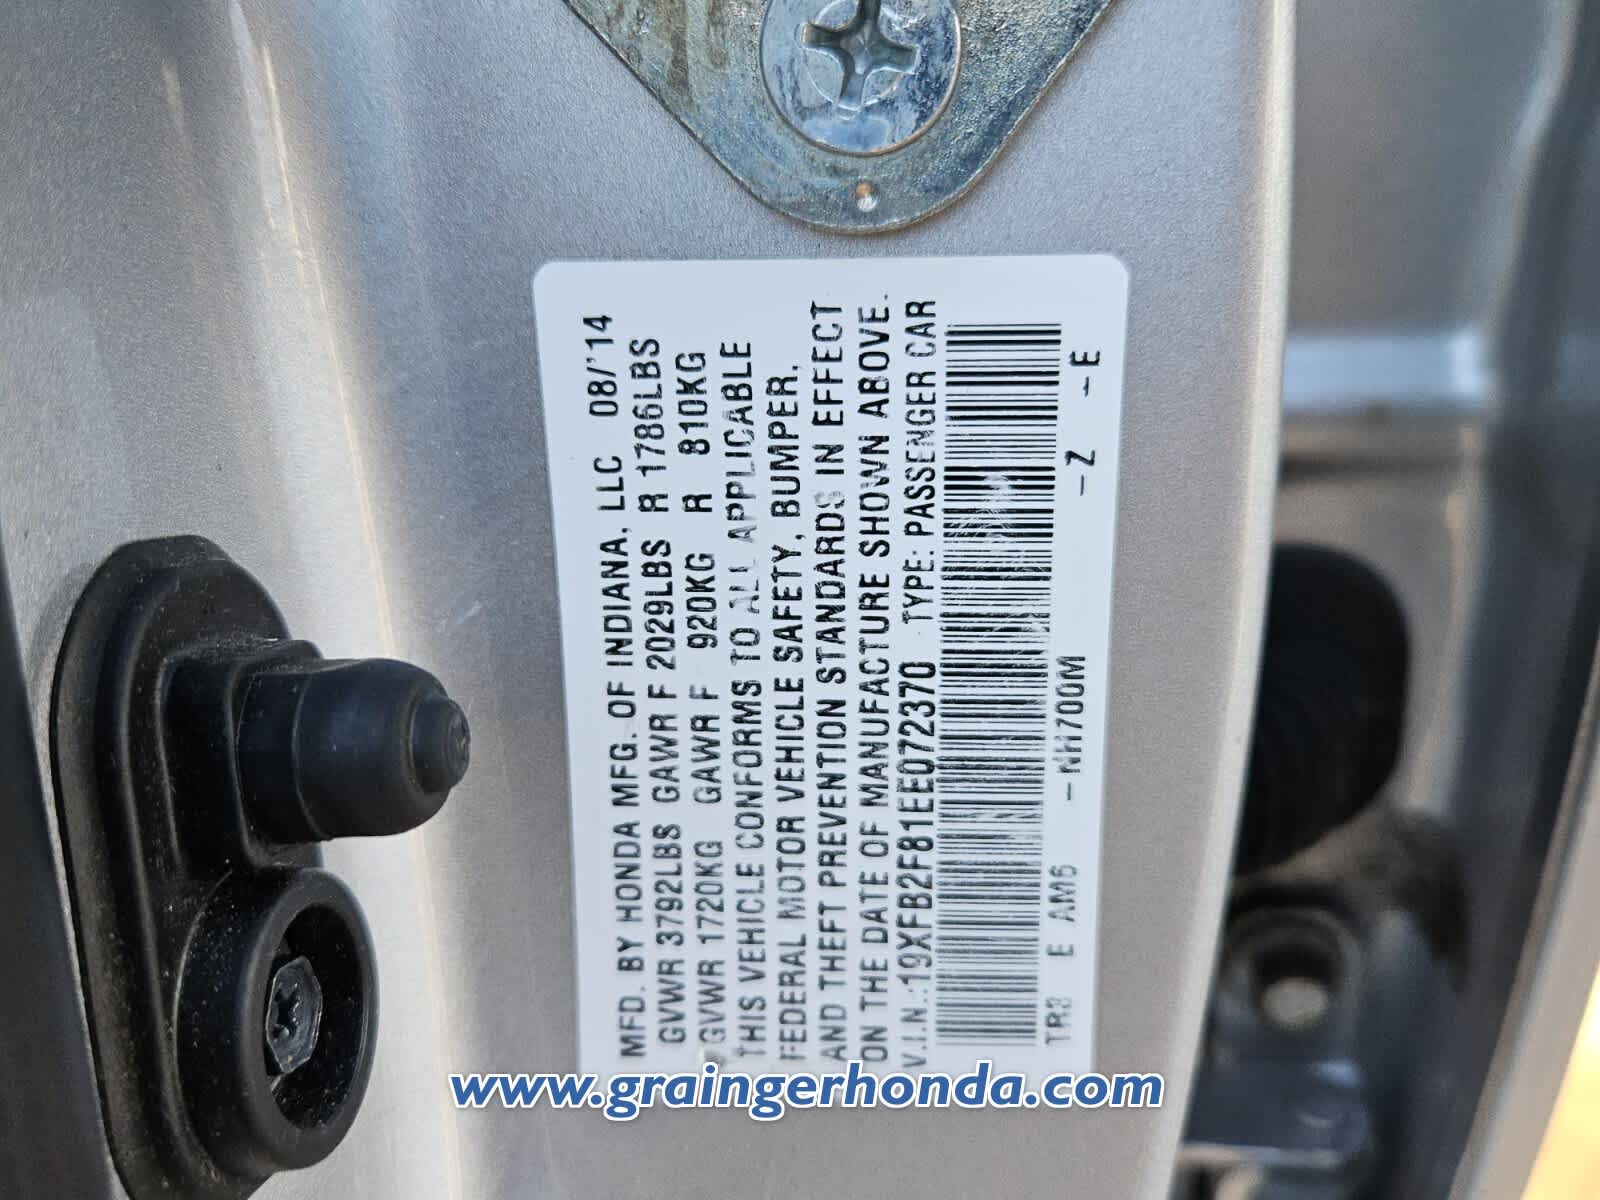 MFD. BY HONDA MFG. OF INDIANA, LLC 08/'14
GVWR 3792LBS GAWR F 2029LBS R 1786LBS
GVWR 1720KG GAWR F 920KG R 810KG
THIS VEHICLE CONFORMS TO ALL APPLICABLE
FEDERAL MOTOR VEHICLE SAFETY, BUMPER,
AND THEFT PREVENTION STANDARDS IN EFFECT
ON THE DATE OF MANUFACTURE SHOWN ABOVE.
V.I.N.:19XFB2F81EE072370 TYPE: PASSENGER CAR
TR3 E AM6 -NH700M -Z -E
www.graingerhonda.com